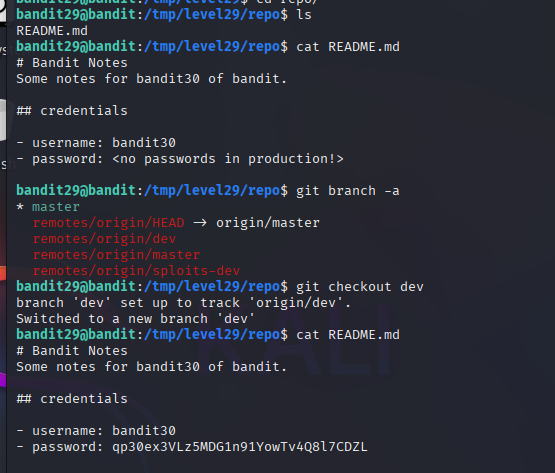 bandit29@bandit:/tmp/level29/repo$ ls
README.md
bandit29@bandit:/tmp/level29/repo$ cat README.md
# Bandit Notes
Some notes for bandit30 of bandit.
## credentials
- username: bandit30
- password: <no passwords in production!>
bandit29@bandit:/tmp/level29/repo$ git branch -a
* master
remotes/origin/HEAD → origin/master
remotes/origin/dev
remotes/origin/master
remotes/origin/sploits-dev
bandit29@bandit:/tmp/level29/repo$ git checkout dev
branch 'dev' set up to track 'origin/dev'.
Switched to a new branch 'dev'
bandit29@bandit:/tmp/level29/repo$ cat README.md
# Bandit Notes
Some notes for bandit30 of bandit.
## credentials
- username: bandit30
- password: qp30ex3VLz5MDG1n91YowTv4Q8l7CDZL